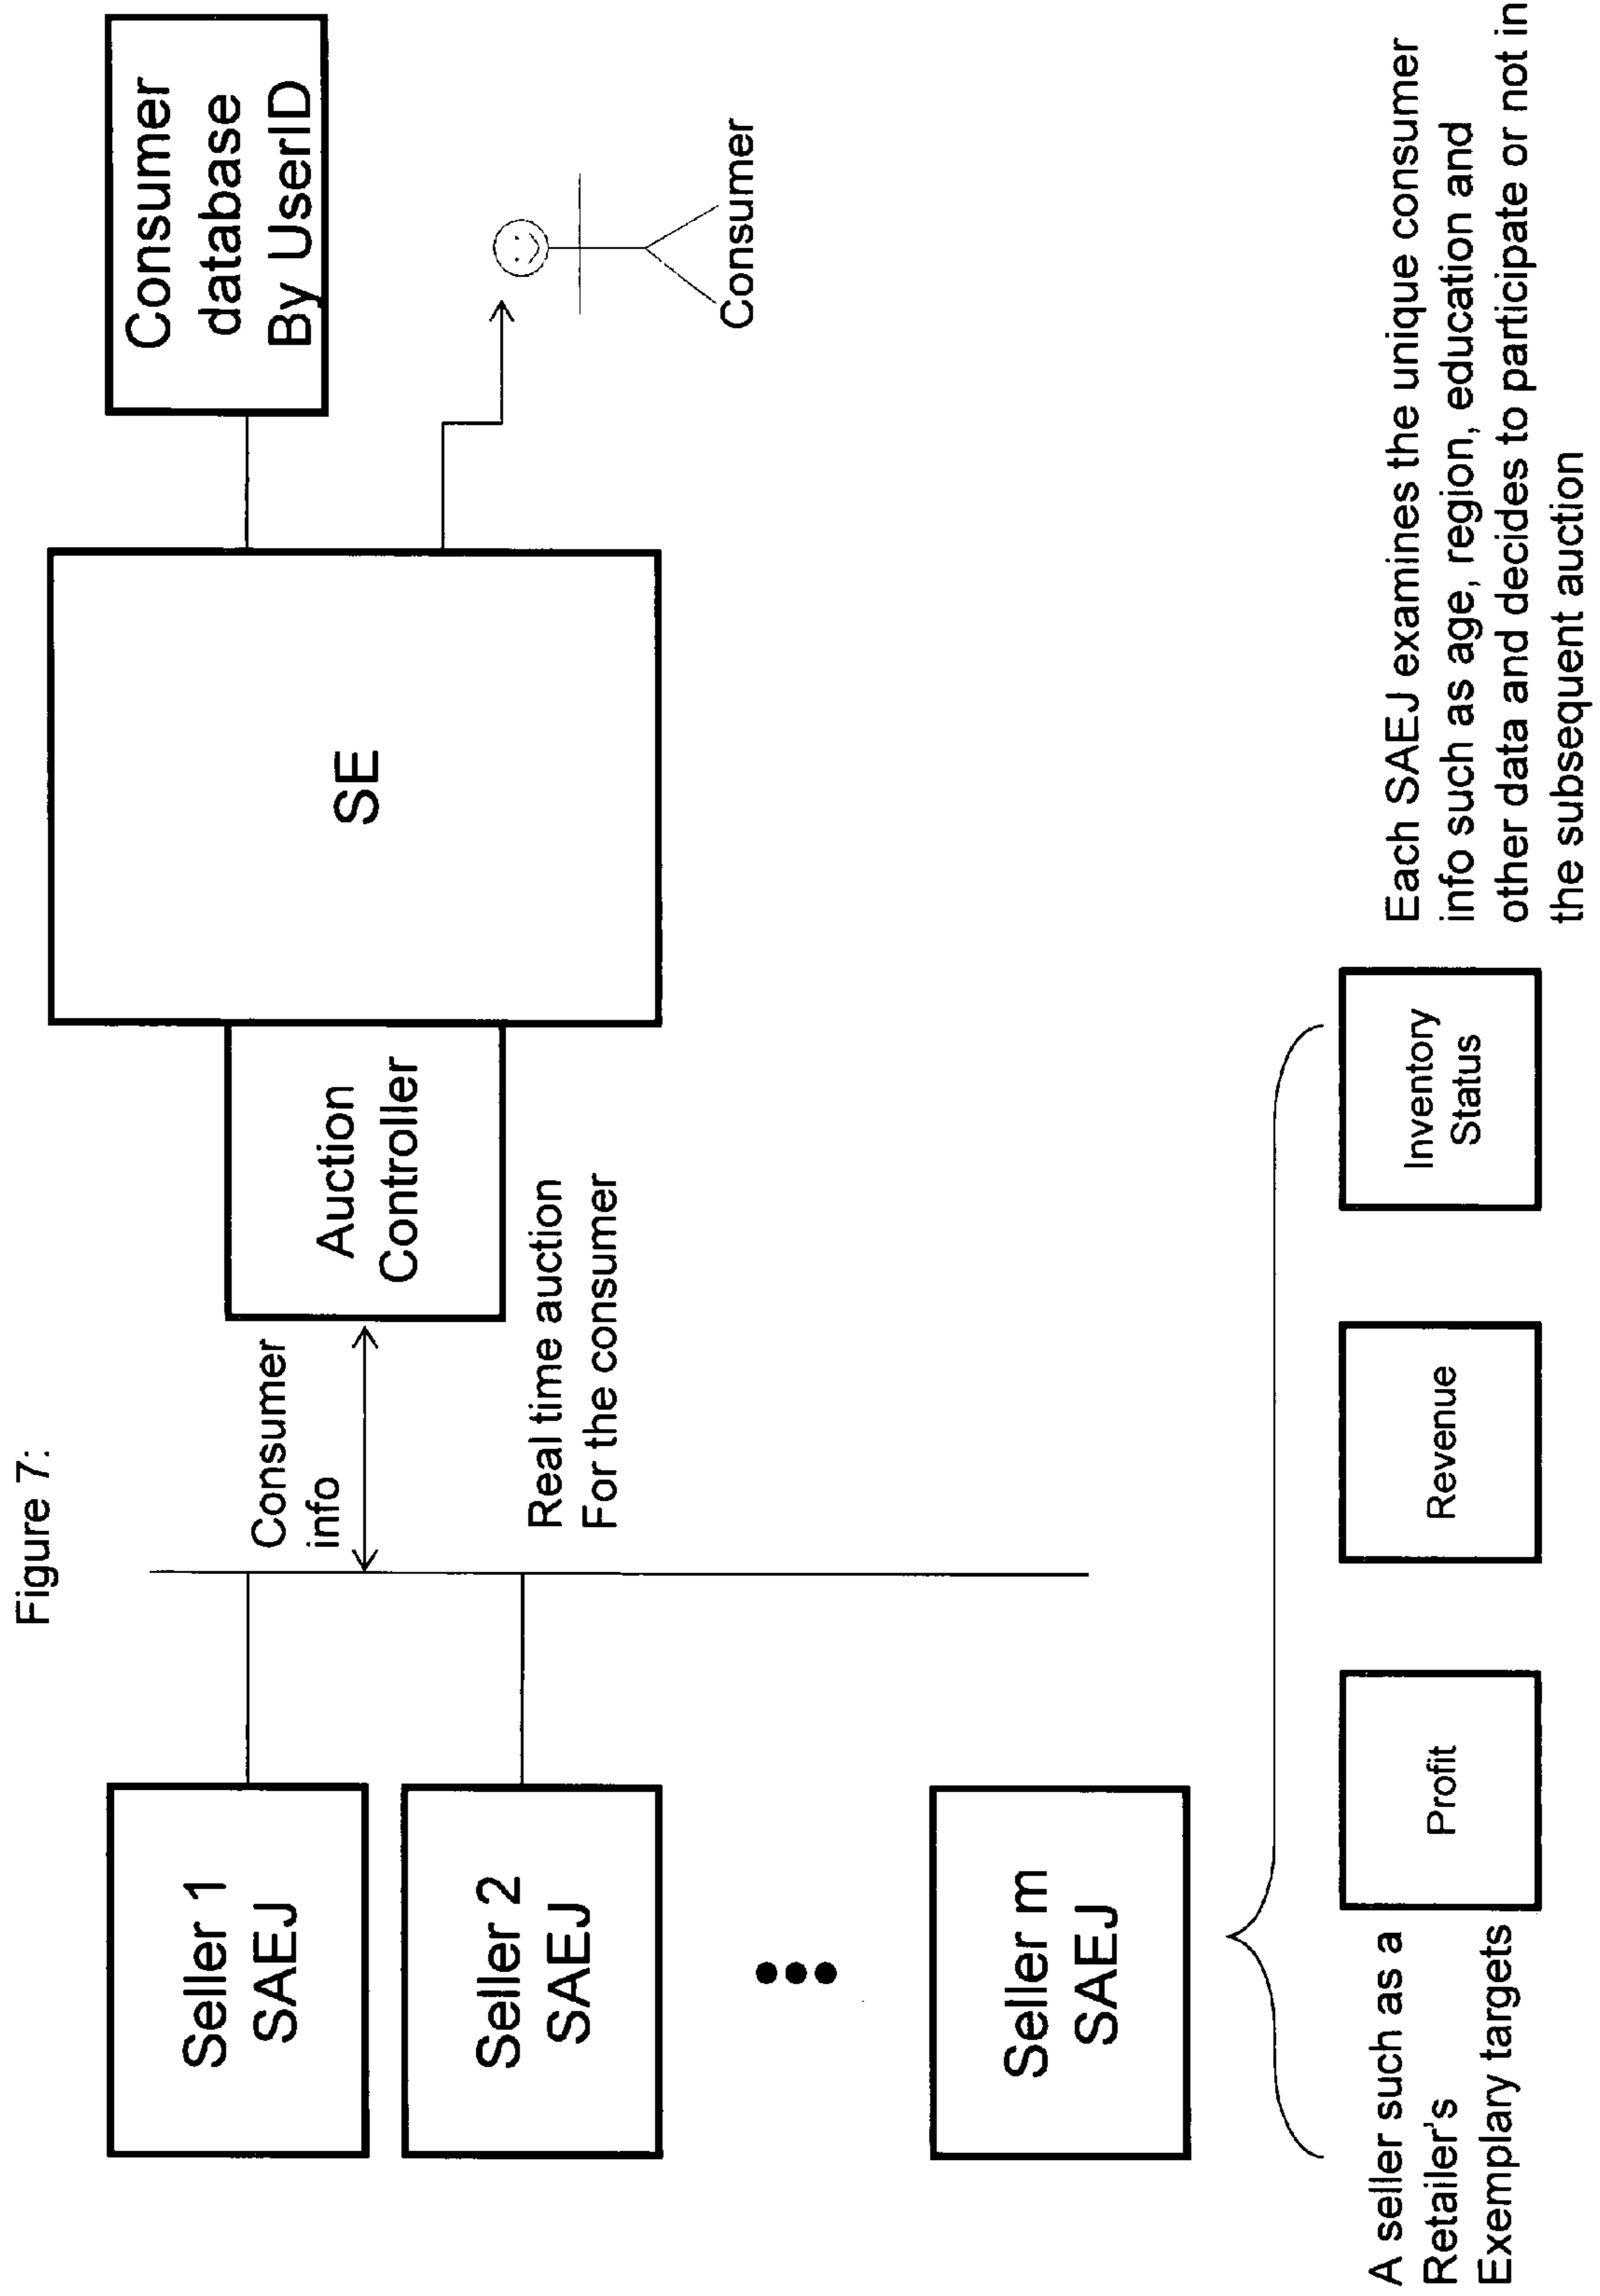 Figure 7:
Seller 1
SAEJ
Seller 2
SAEJ
Seller m
SAEJ
Consumer
info
Real time auction
For the consumer
Auction
Controller
SE
Consumer
database
By UserID
Consumer
A seller such as a
Retailer's
Exemplary targets
Profit
Revenue
Inventory
Status
Each SAEJ examines the unique consumer
info such as age, region, education and
other data and decides to participate or not in
the subsequent auction